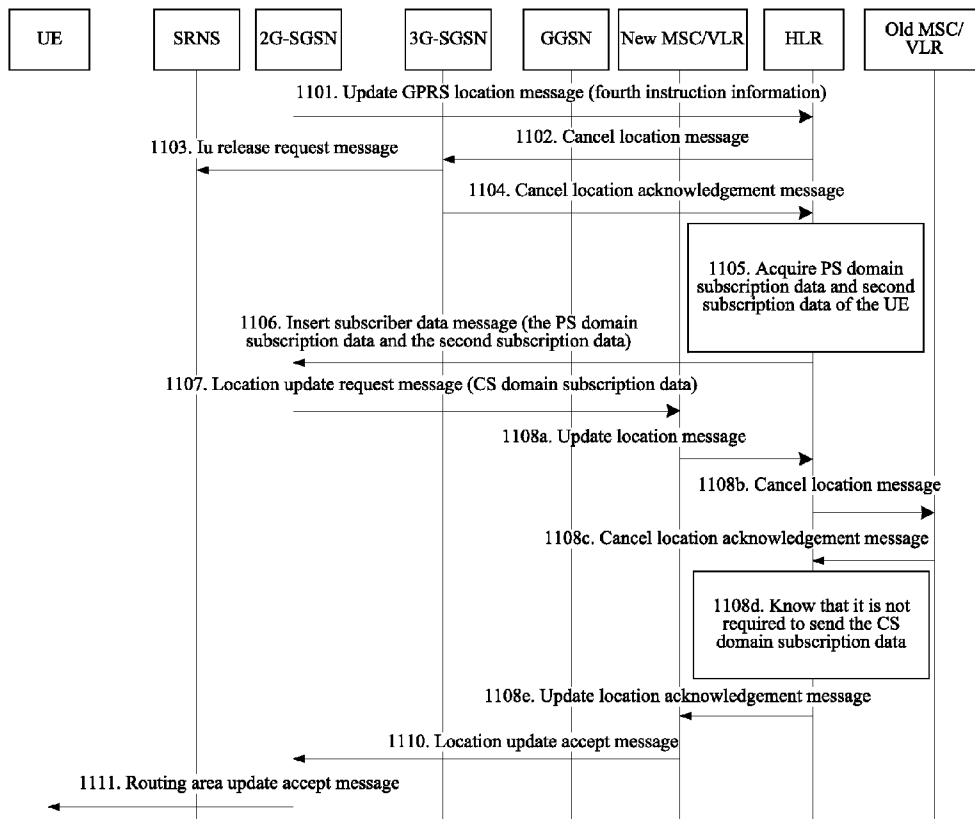 UE
SRNS
2G-SGSN
3G-SGSN
GGSN
New MSC/VLR
HLR
Old MSC/
VLR
1101. Update GPRS location message (fourth instruction information)
1102. Cancel location message
1103. Iu release request message
1104. Cancel location acknowledgement message
1105. Acquire PS domain
subscription data and second
subscription data of the UE
1106. Insert subscriber data message (the PS domain
subscription data and the second subscription data)
1107. Location update request message (CS domain subscription data)
1108a. Update location message
1108b. Cancel location message
1108c. Cancel location acknowledgement message
1108d. Know that it is not
required to send the CS
domain subscription data
1108e. Update location acknowledgement message
1110. Location update accept message
1111. Routing area update accept message